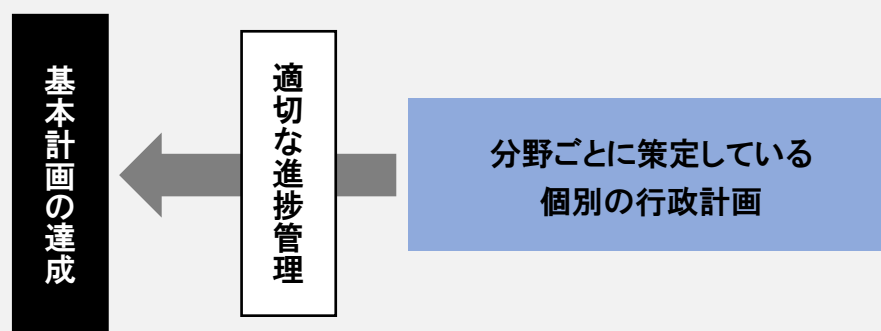 基本計画の達成
適切な進捗管理
分野ごとに策定している
個別の行政計画